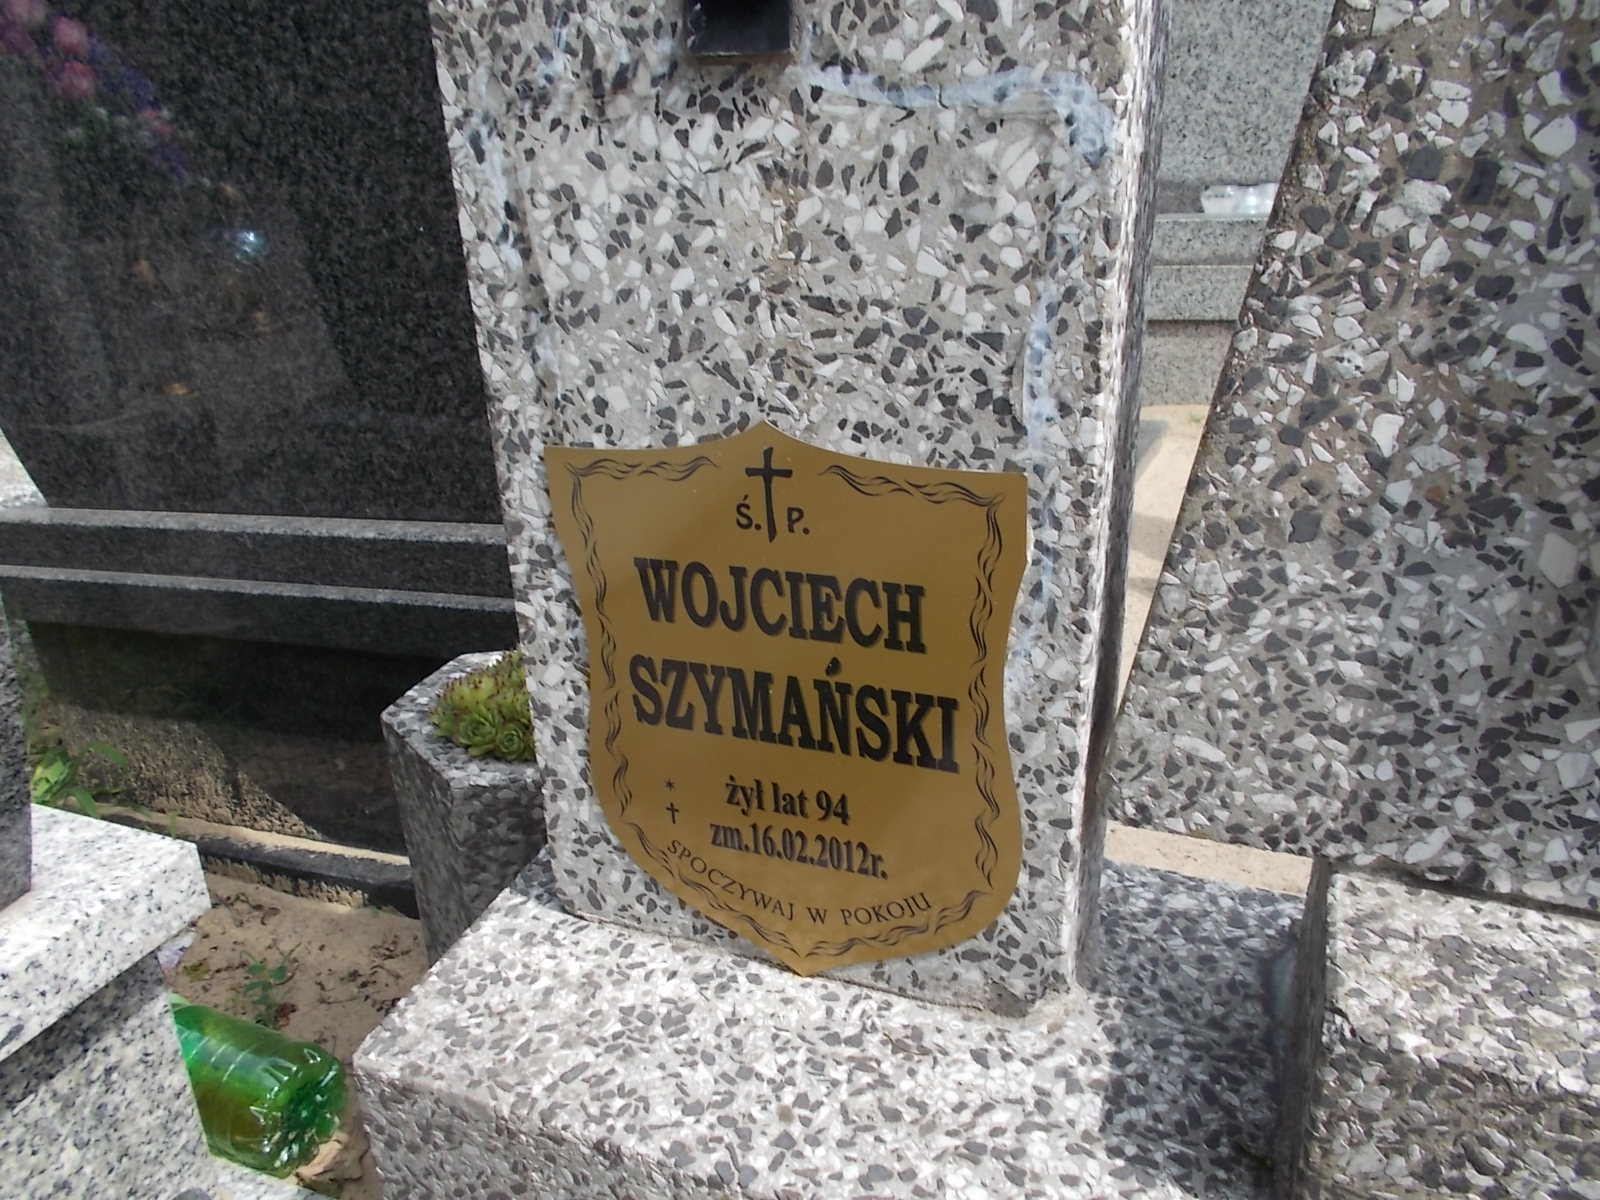 Ś. P.
WOJCIECH
SZYMAŃSKI
* żył lat 94
† zm.16.02.2012r.
SPOCZYWAJ W POKOJU